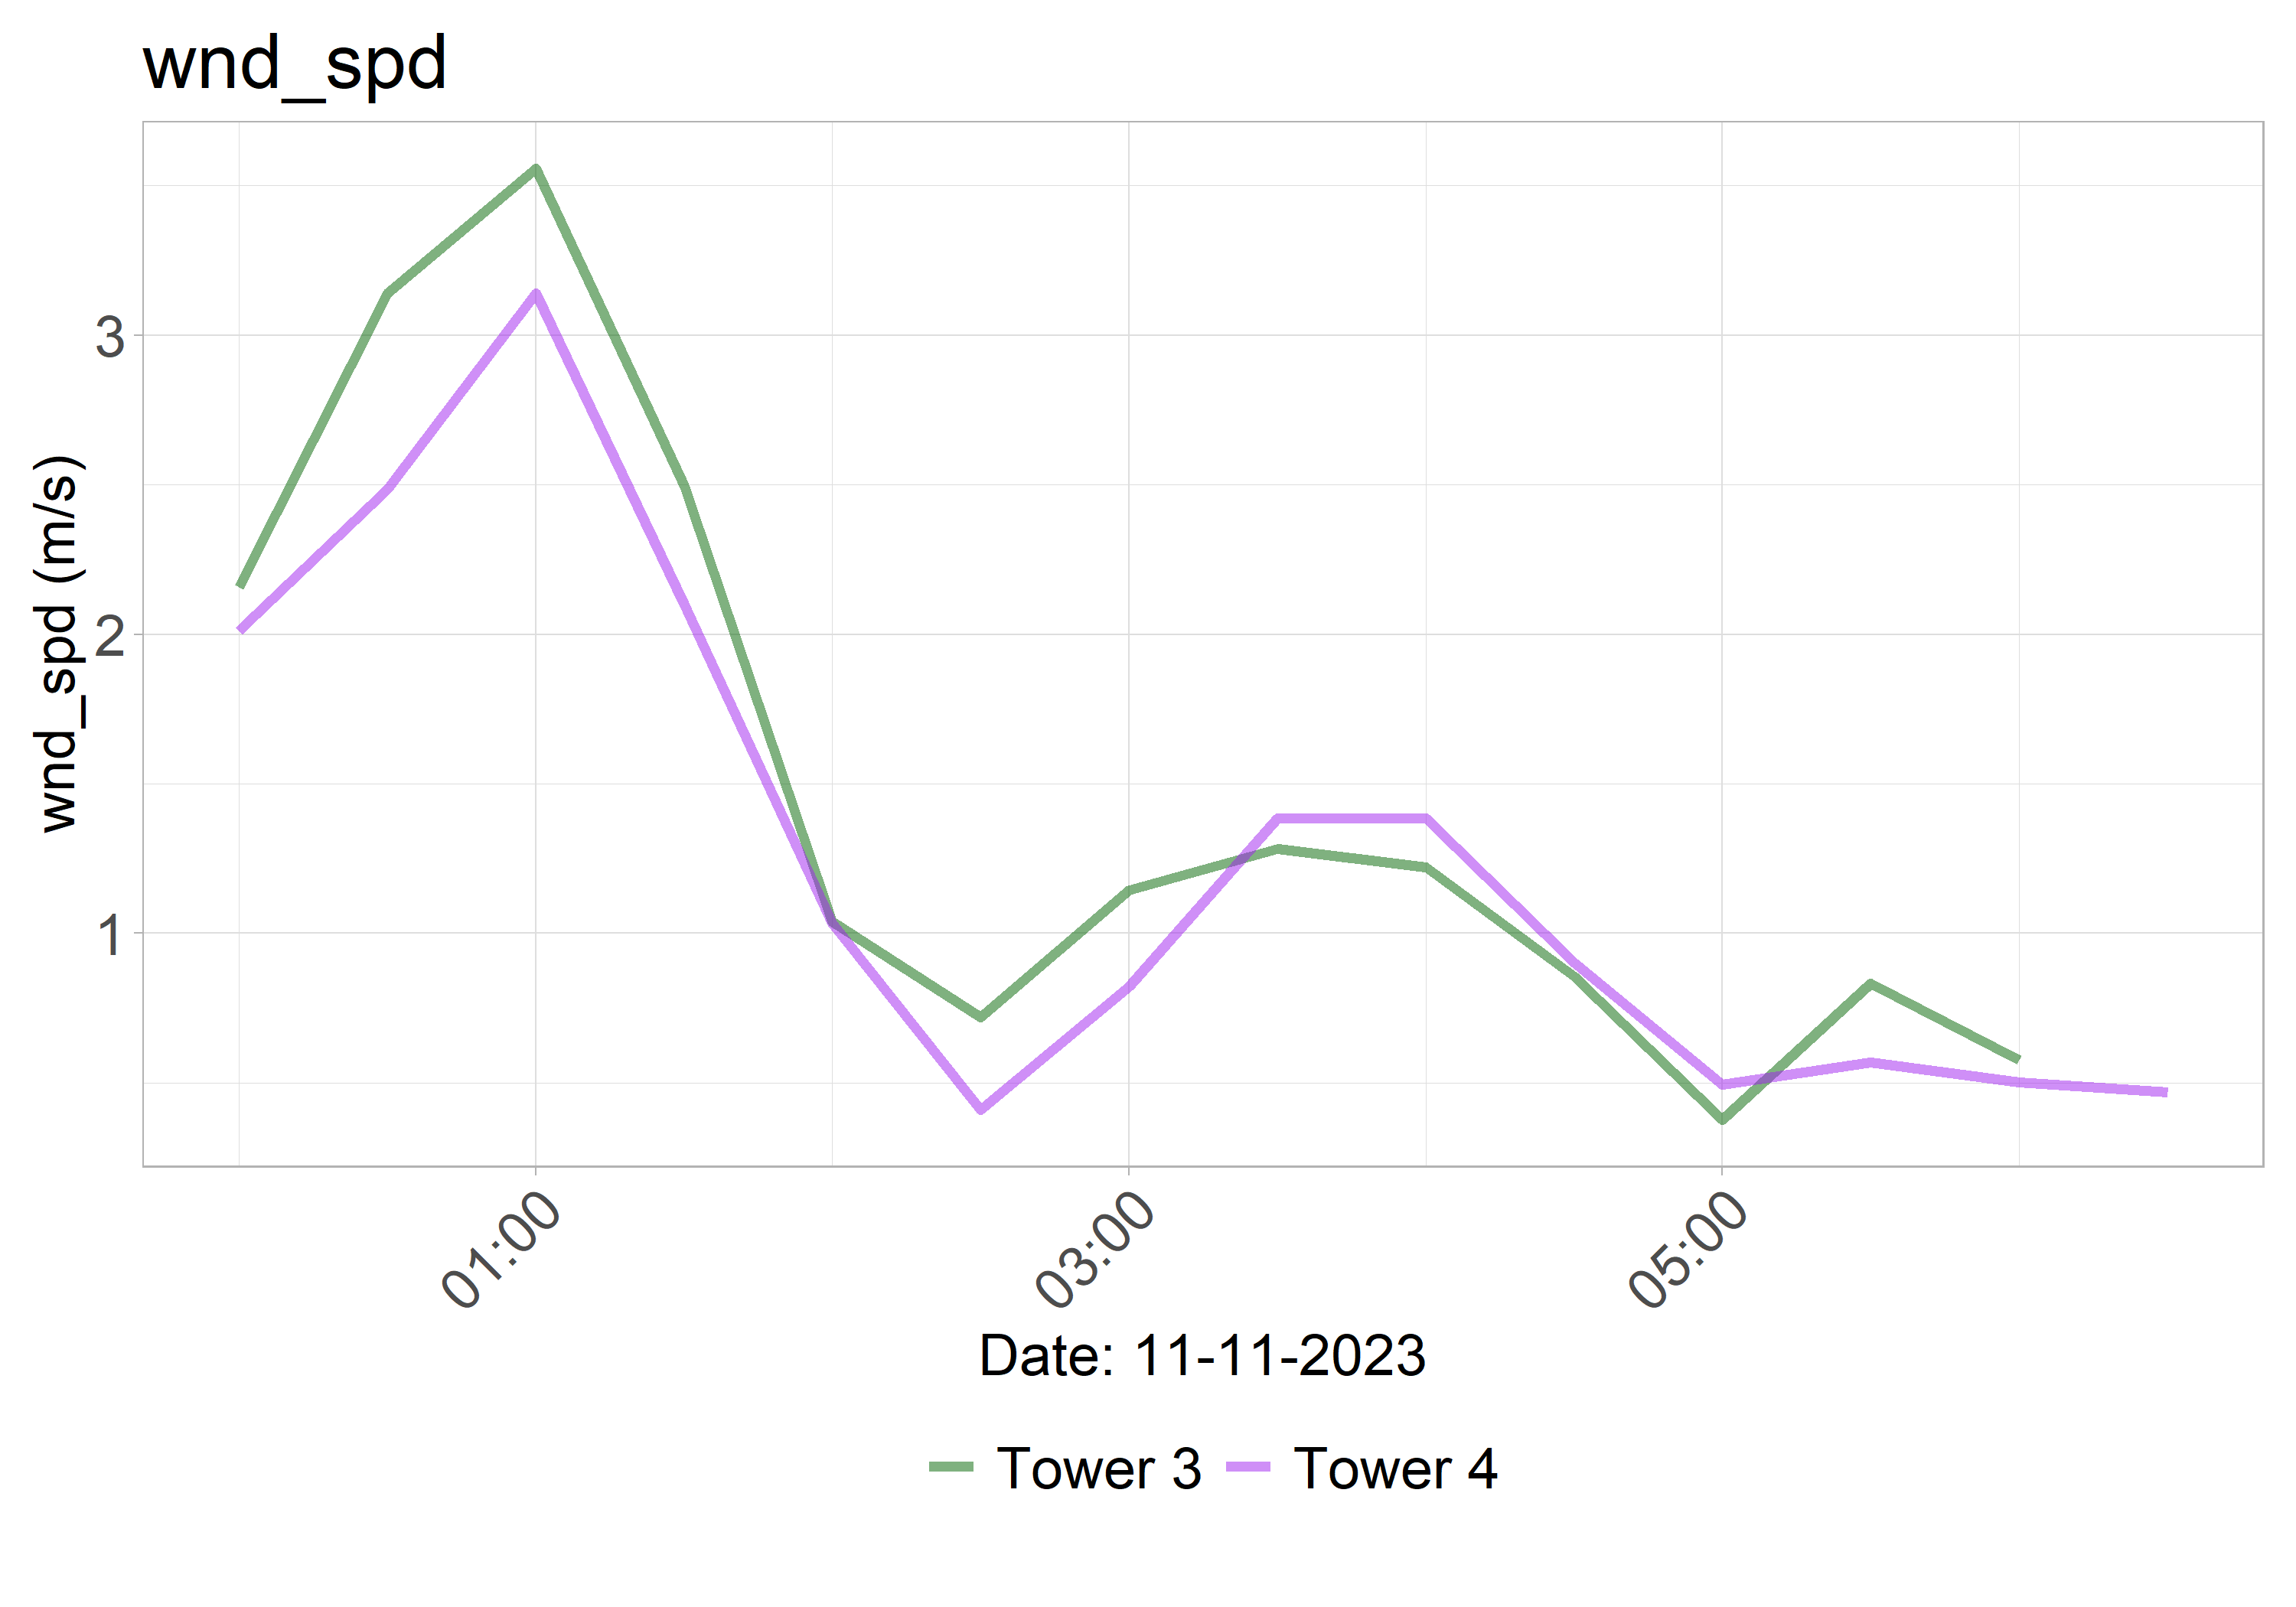 wnd_spd
wnd_spd (m/s)
3
2
1
01:00
03:00
05:00
Date: 11-11-2023
Tower 3
Tower 4